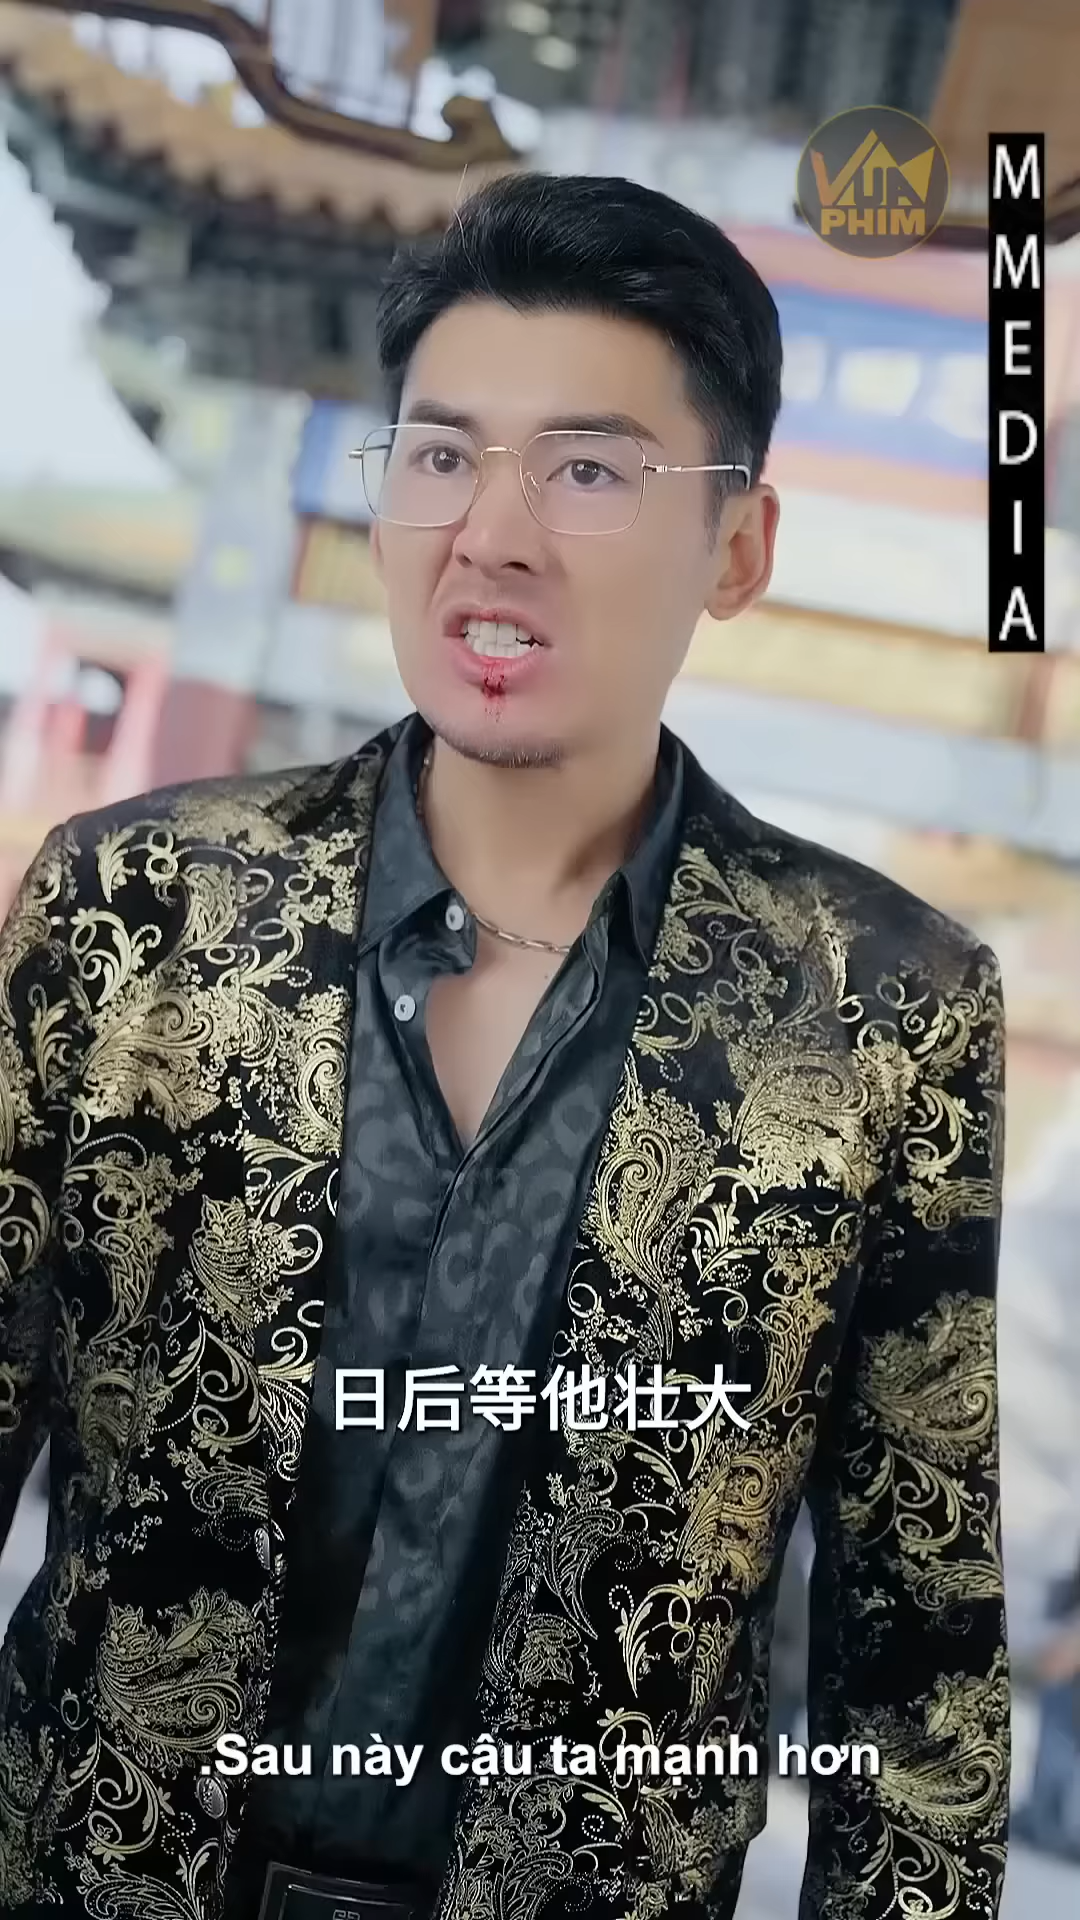 VUA
PHIM
MMEDIA
日后等他壮大
.Sau này cậu ta mạnh hơn